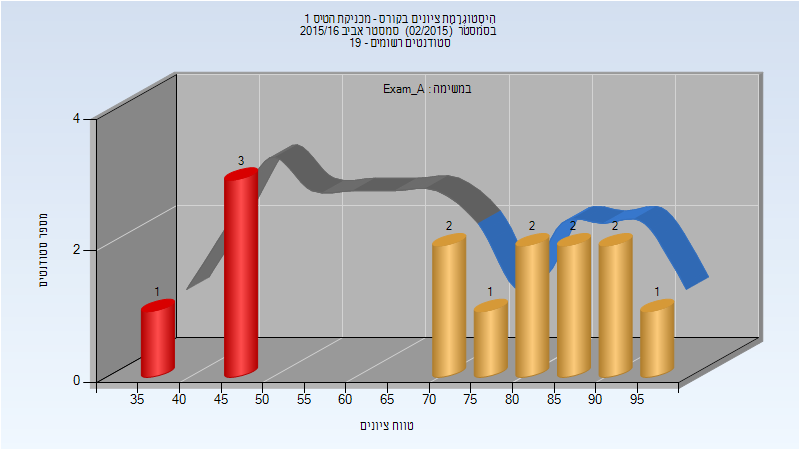 היסטוגרמת ציונים בקורס - מכניקת הטיס 1
בסמסטר (02/2015) סמסטר אביב 2015/16
סטודנטים רשומים - 19
במשימה : Exam_A
מספר סטודנטים
4
2
0
1
3
2
1
2
2
2
1
35 40 45 50 55 60 65 70 75 80 85 90 95
טווח ציונים